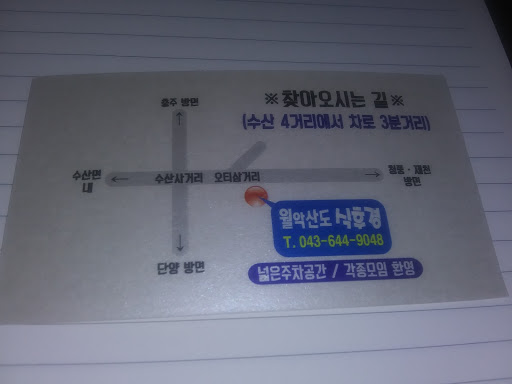 ※찾아오시는 길※
(수산 4거리에서 차로 3분거리)
충주 방면
수산면
내
수산사거리
오티삼거리
청풍·제천
방면
월악산도 식후경
T. 043-644-9048
단양 방면
넓은주차공간 / 각종모임 환영